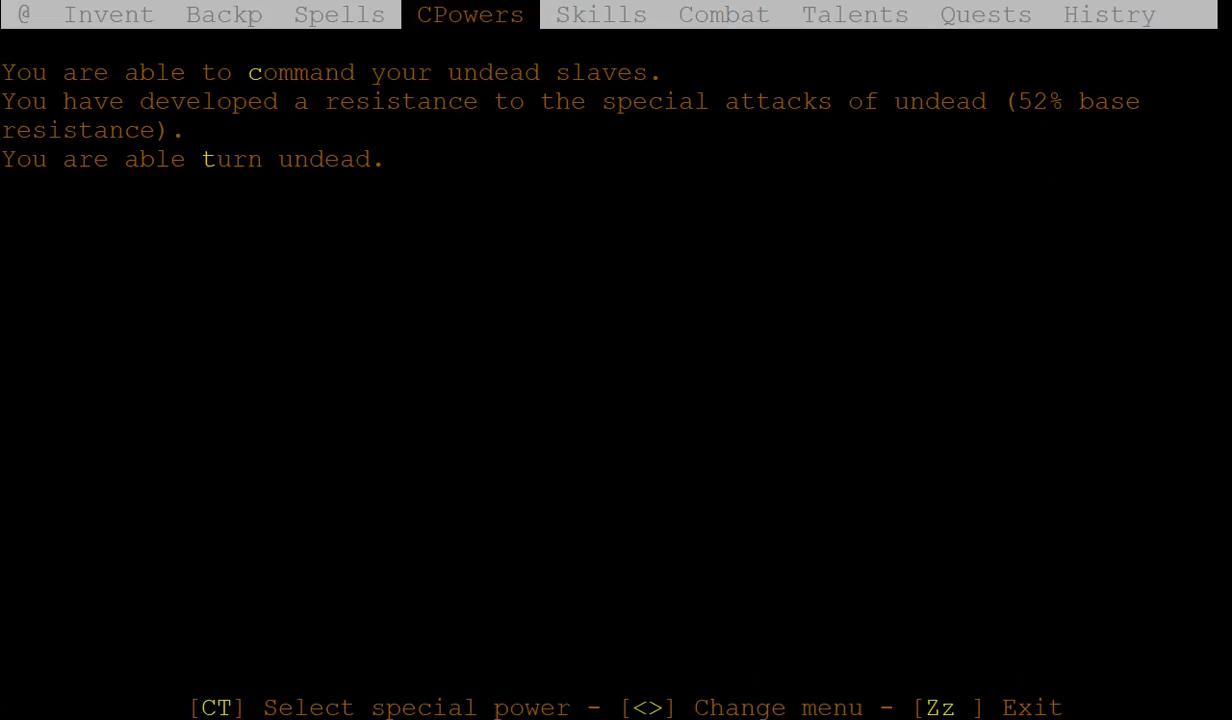 @ Invent Backp Spells CPowers Skills Combat Talents Quests Histry
You are able to command your undead slaves.
You have developed a resistance to the special attacks of undead (52% base
resistance).
You are able turn undead.
[CT] Select special power - [<>] Change menu - [Zz ] Exit